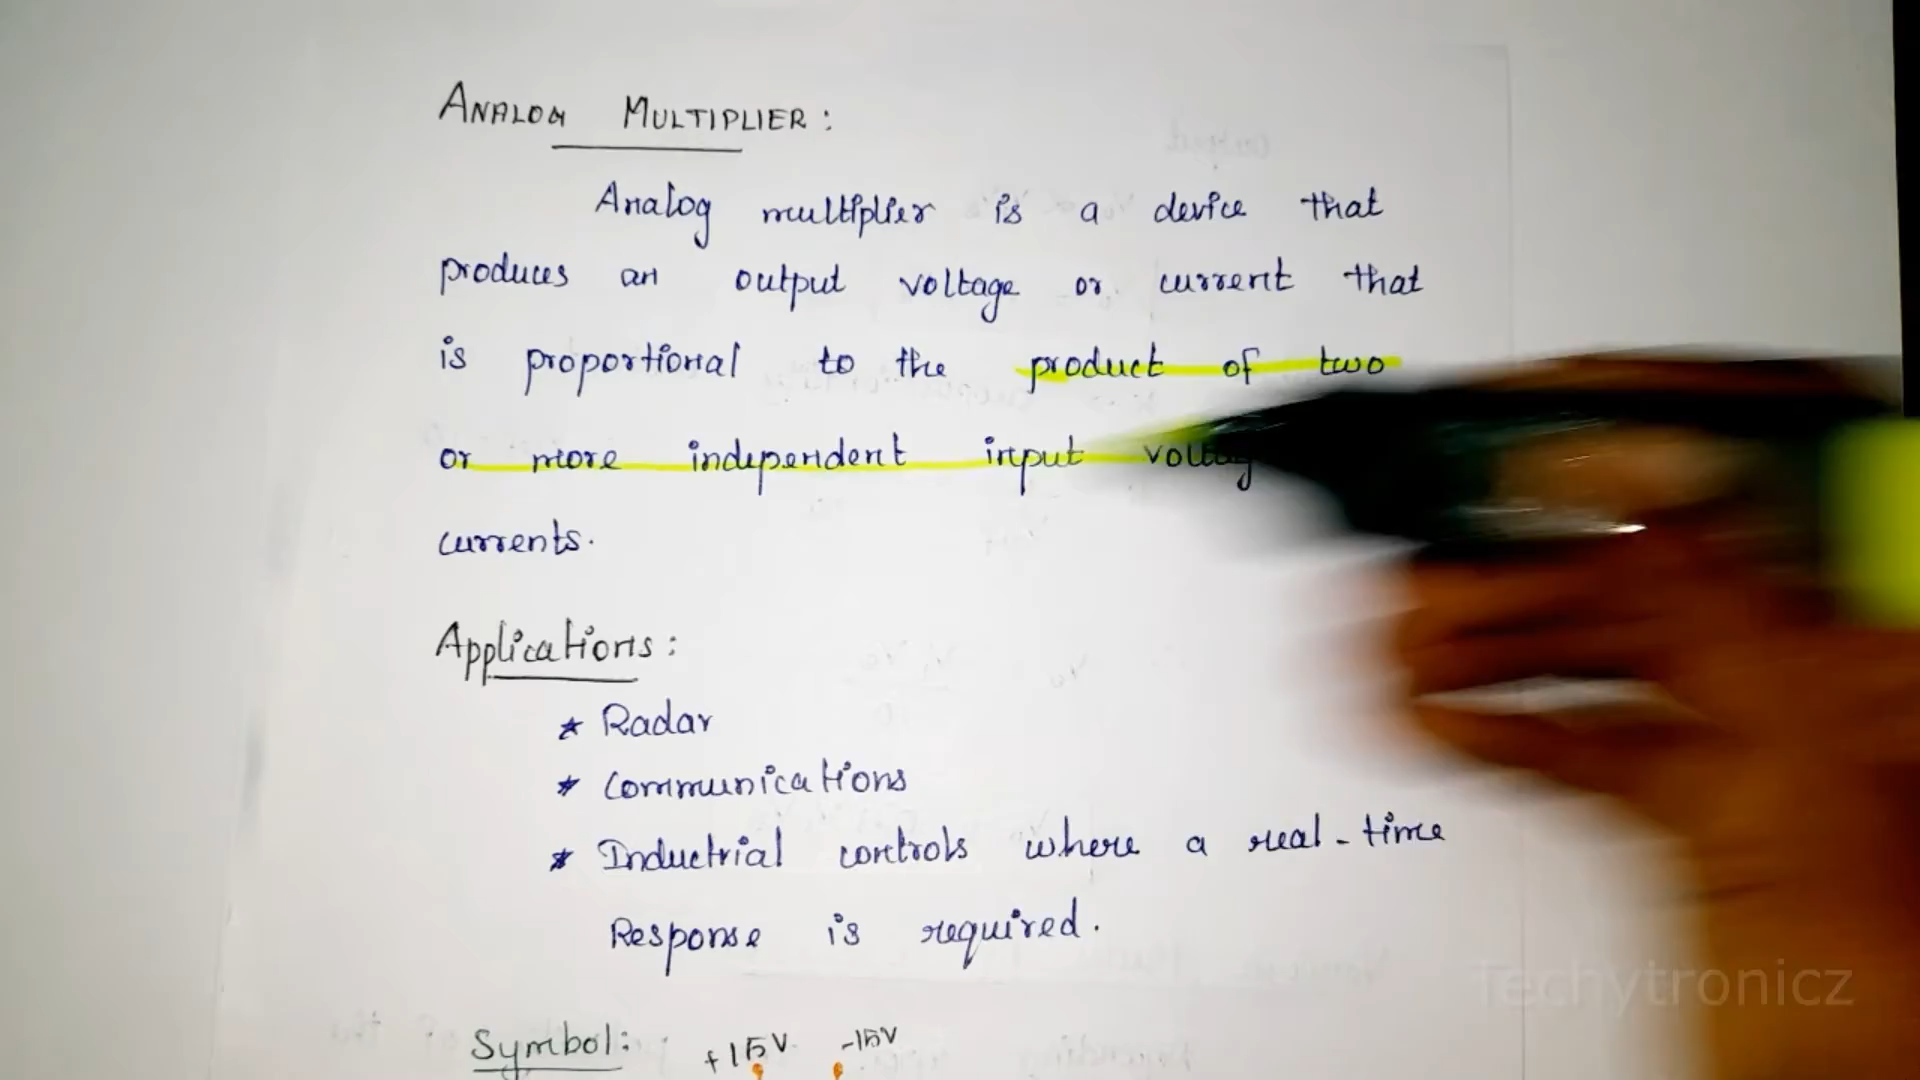 ANALOG MULTIPLIER:
Analog multiplier is a device that
produces an output voltage or current that
is proportional to the product of two
or more independent input
currents.
Applications:
* Radar
* Communications
* Inductrial controls where a real-time
Response is required.
Techytronicz
Symbol: +15V -15V